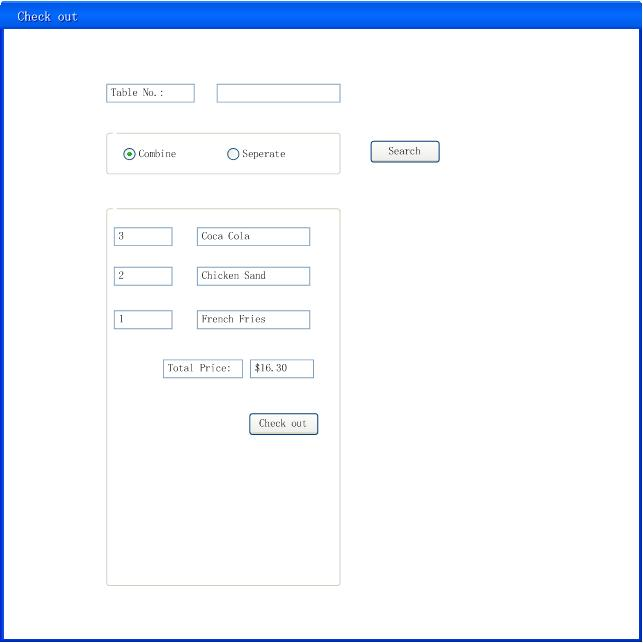 Check out
Table No.:
Combine Seperate Search
3 Coca Cola
2 Chicken Sand
1 French Fries
Total Price: $16.30
Check out